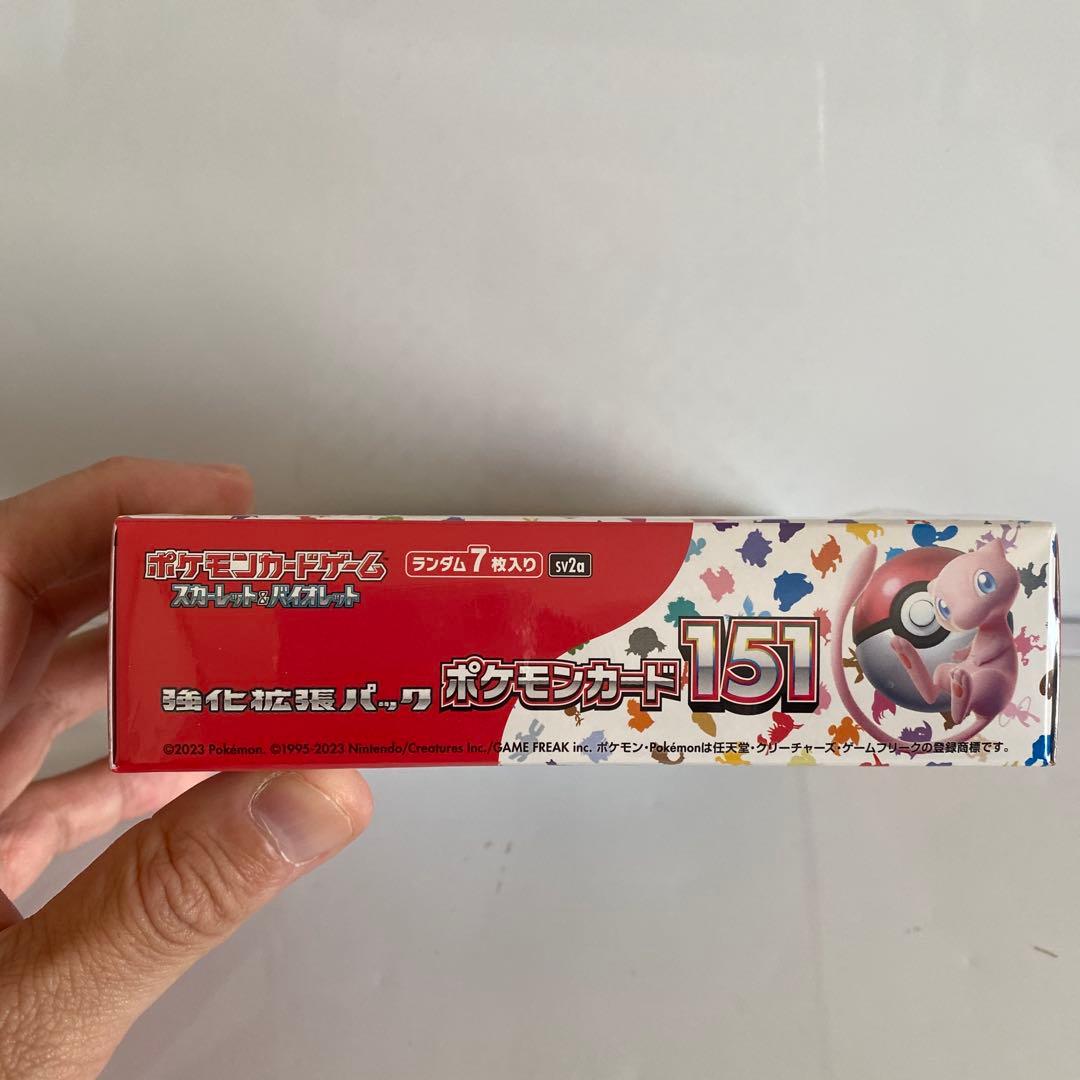 ポケモンカードゲーム
スカーレット&バイオレット
ランダム7枚入り
sv2a
強化拡張パック
ポケモンカード151
©2023 Pokémon. ©1995-2023 Nintendo/Creatures Inc./GAME FREAK inc. ポケモン・Pokémonは任天堂・クリーチャーズ・ゲームフリークの登録商標です。